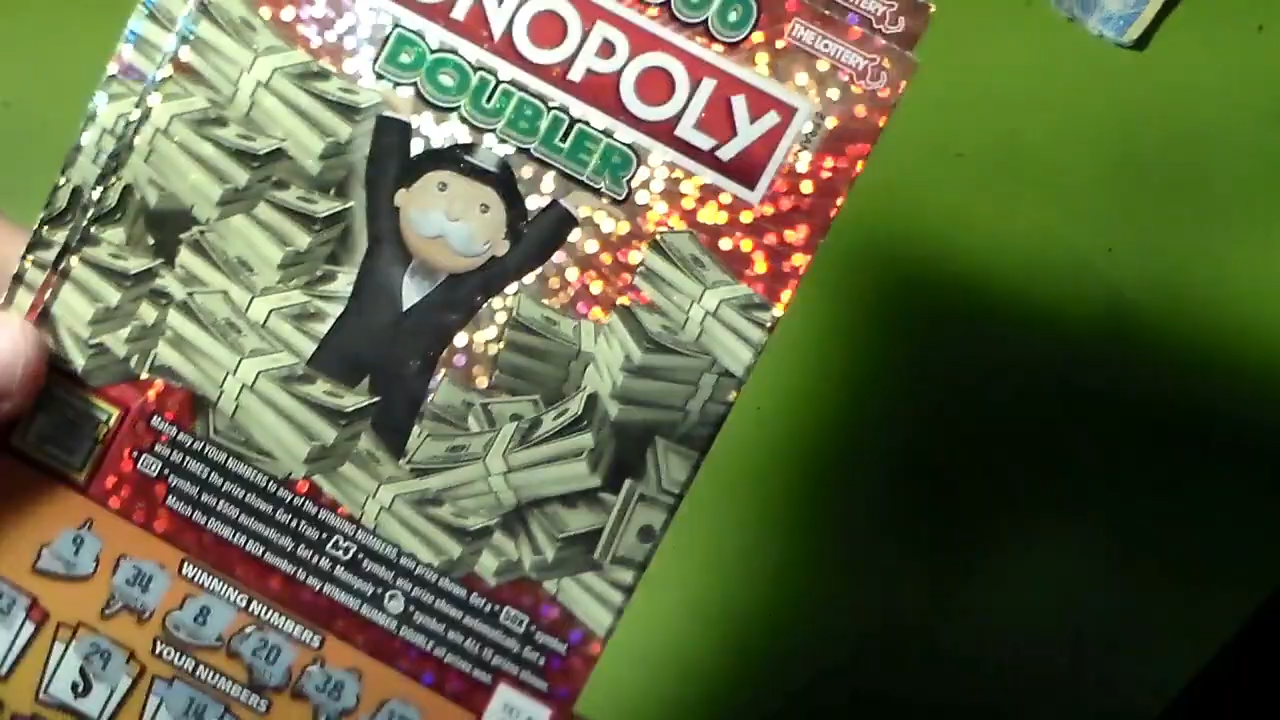 THE LOTTERY
MONOPOLY
DOUBLER
Match any of YOUR NUMBERS to any of the WINNING NUMBERS, win prize shown. Get a "50X" symbol,
win 50 TIMES the prize shown. Get a Train " " symbol, win prize shown automatically. Get a
" " symbol, win $500 automatically. Get a Mr. Monopoly " " symbol, win ALL 15 prizes shown.
Match the DOUBLER BOX number to any WINNING NUMBER, DOUBLE all prizes won.
WINNING NUMBERS
9 34 8 20 38
YOUR NUMBERS
29 14